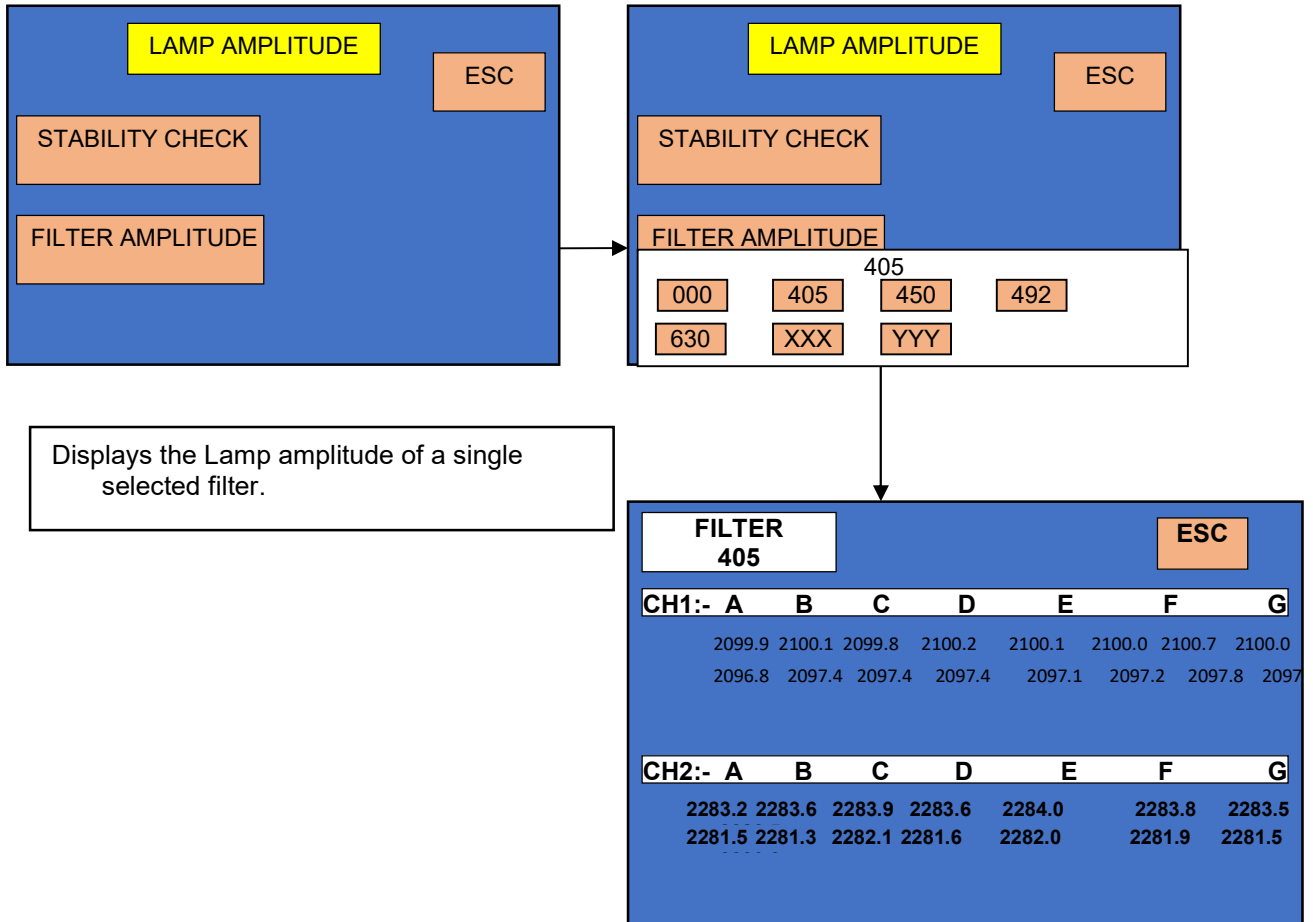 LAMP AMPLITUDE
ESC
STABILITY CHECK
FILTER AMPLITUDE
LAMP AMPLITUDE
ESC
STABILITY CHECK
FILTER AMPLITUDE
405
000 405 450 492
630 XXX YYY
Displays the Lamp amplitude of a single
selected filter.
FILTER
405
ESC
CH1:- A B C D E F G
2099.9 2100.1 2099.8 2100.2 2100.1 2100.0 2100.7 2100.0
2096.8 2097.4 2097.4 2097.4 2097.1 2097.2 2097.8 2097
CH2:- A B C D E F G
2283.2 2283.6 2283.9 2283.6 2284.0 2283.8 2283.5
2281.5 2281.3 2282.1 2281.6 2282.0 2281.9 2281.5